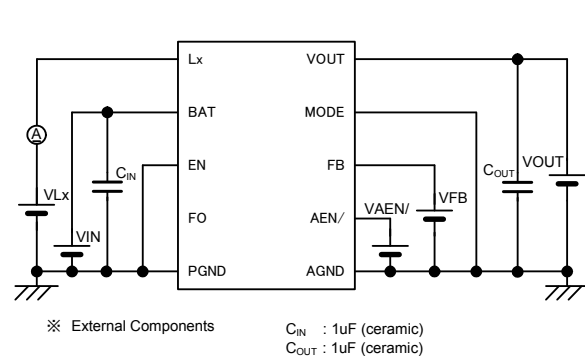 Lx
VOUT
BAT
MODE
EN
FB
FO
AEN/
PGND
AGND
A
CIN
VLx
VIN
VAEN/
VFB
COUT
VOUT
※ External Components
CIN : 1uF (ceramic)
COUT : 1uF (ceramic)